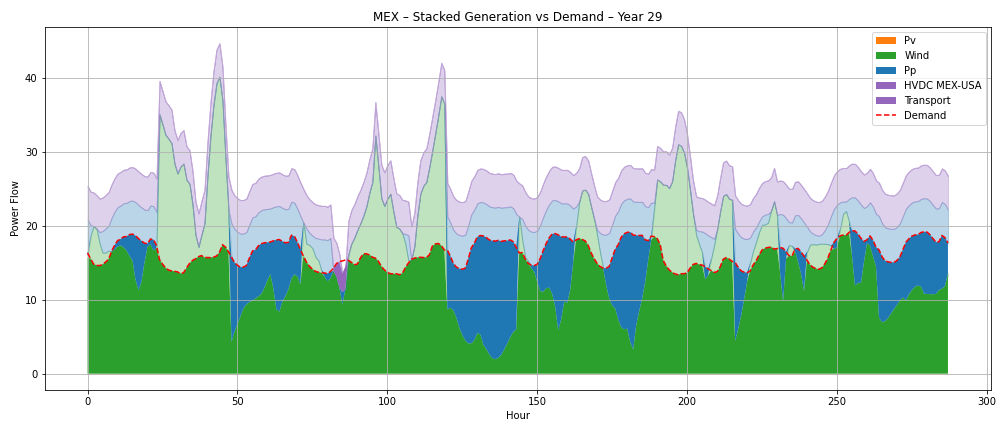 MEX – Stacked Generation vs Demand – Year 29
Pv
Wind
Pp
HVDC MEX-USA
Transport
Demand
Power Flow
40
30
20
10
0
0 50 100 150 200 250 300
Hour